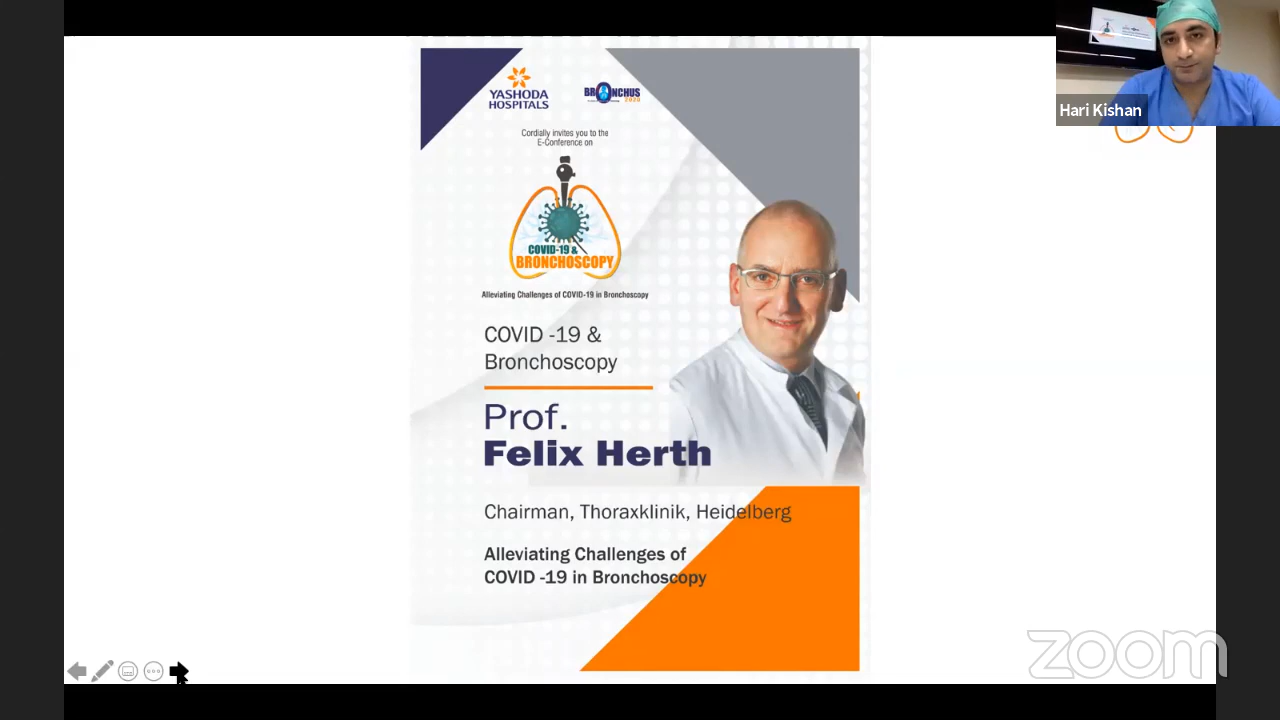 YASHODA
HOSPITALS
BRONCHUS
2020
Cordially invites you to the
E-Conference on
COVID-19 &
BRONCHOSCOPY
Alleviating Challenges of COVID-19 in Bronchoscopy
COVID -19 &
Bronchoscopy
Prof.
Felix Herth
Chairman, Thoraxklinik, Heidelberg
Alleviating Challenges of
COVID -19 in Bronchoscopy
Hari Kishan
zoom